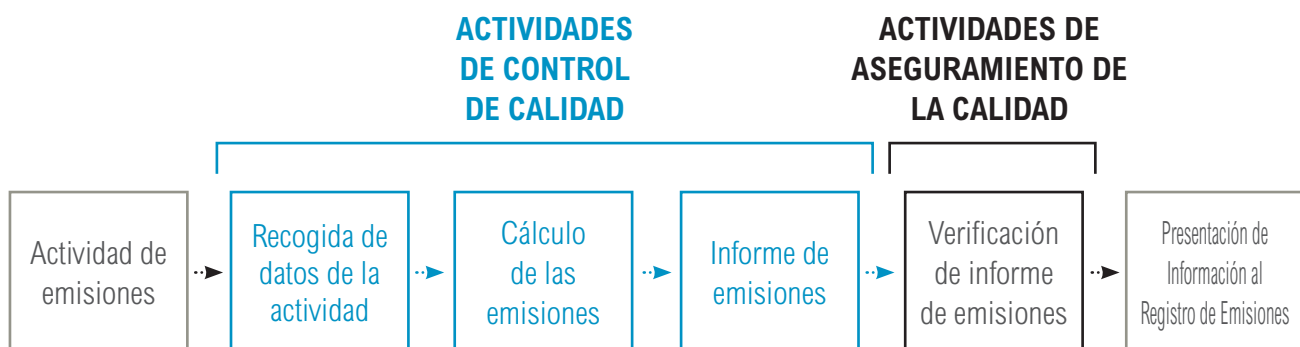 ACTIVIDADES
DE CONTROL
DE CALIDAD
ACTIVIDADES DE
ASEGURAMIENTO DE
LA CALIDAD
Actividad de
emisiones
Recogida de
datos de la
actividad
Cálculo
de las
emisiones
Informe de
emisiones
Verificación
de informe
de emisiones
Presentación de
Información al
Registro de Emisiones